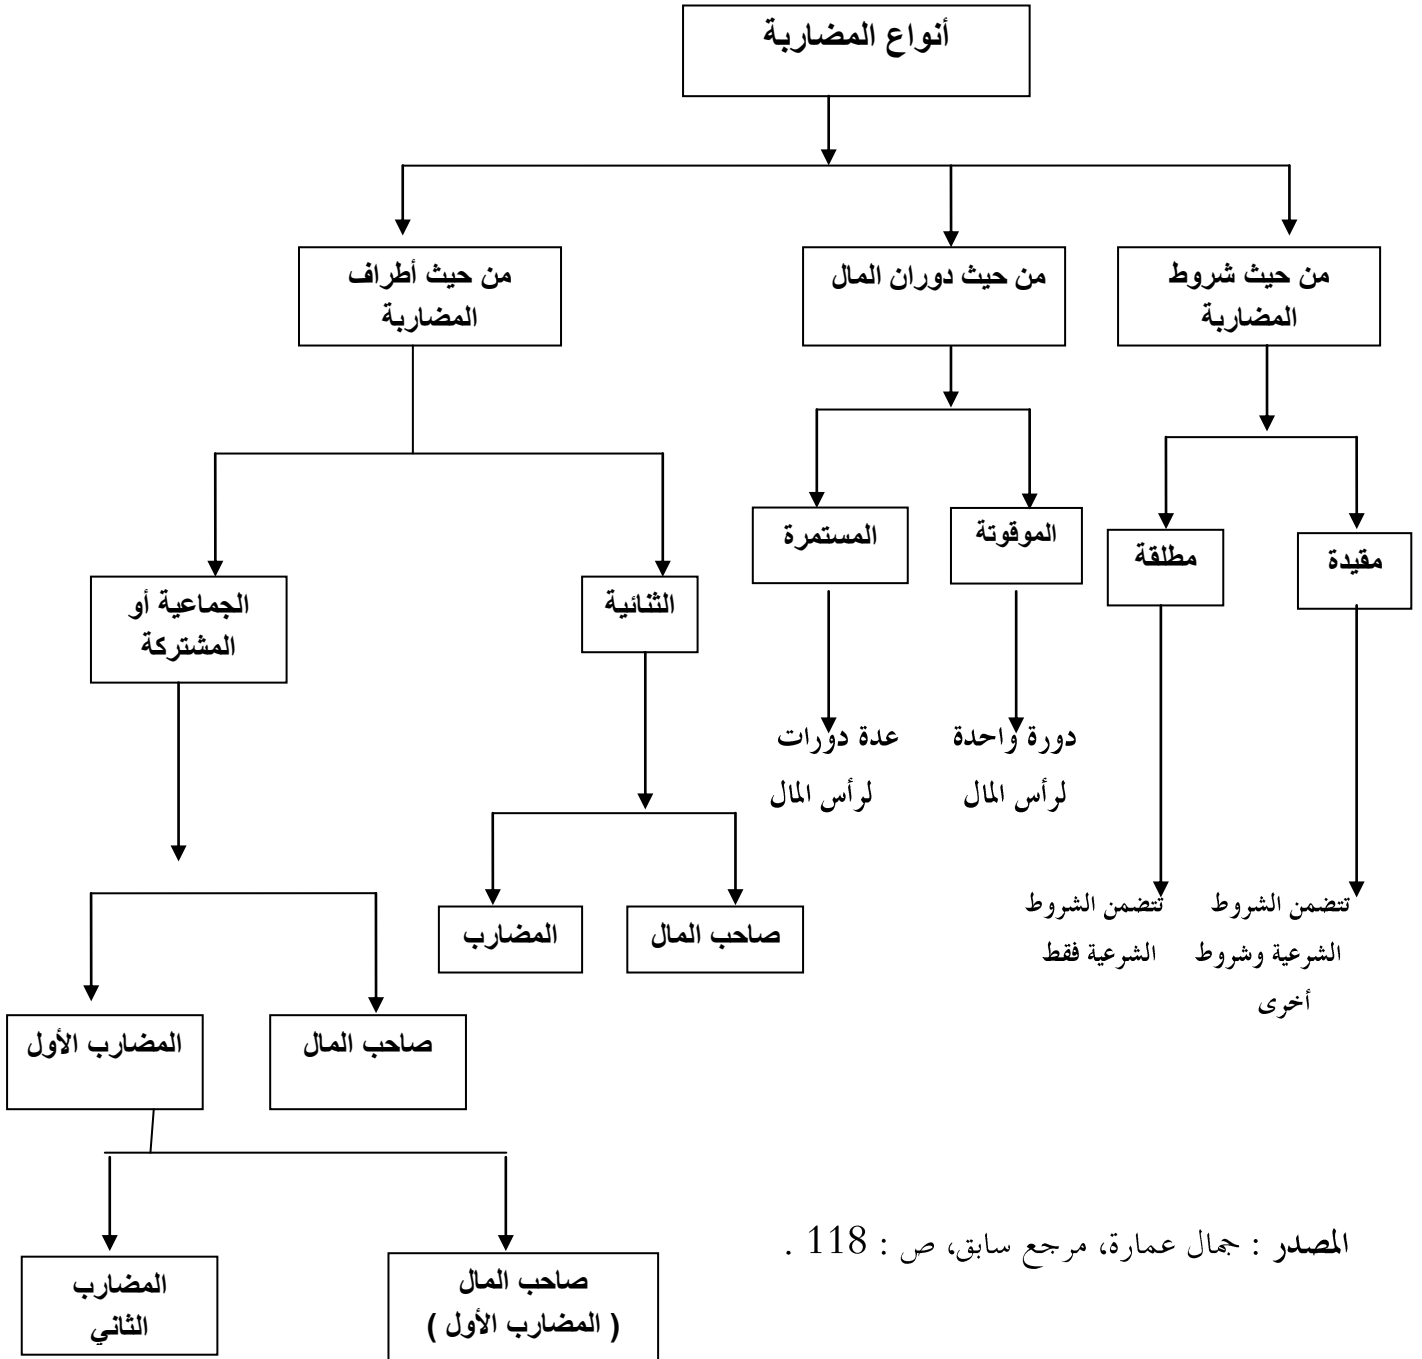 أنواع المضاربة
من حيث شروط
المضاربة
من حيث دوران المال
من حيث أطراف
المضاربة
مقيدة
مطلقة
الموقوتة
المستمرة
الثنائية
الجماعية أو
المشتركة
تتضمن الشروط
الشرعية وشروط
أخرى
تتضمن الشروط
الشرعية فقط
دورة واحدة
لرأس المال
عدة دورات
لرأس المال
صاحب المال
المضارب
صاحب المال
المضارب الأول
صاحب المال
( المضارب الأول )
المضارب
الثاني
المصدر : جمال عمارة، مرجع سابق، ص : 118 .